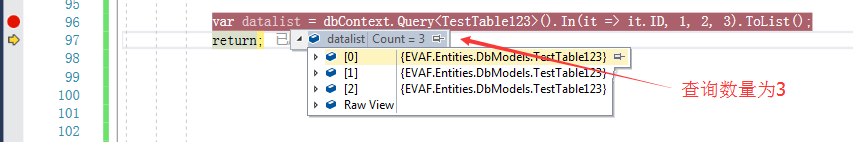 95
96 var datalist = dbContext.Query<TestTable123>().In(it => it.ID, 1, 2, 3).ToList();
97 return; datalist Count = 3
98 [0] {EVAF.Entities.DbModels.TestTable123}
99 [1] {EVAF.Entities.DbModels.TestTable123}
100 [2] {EVAF.Entities.DbModels.TestTable123}
101 Raw View
102
查询数量为3